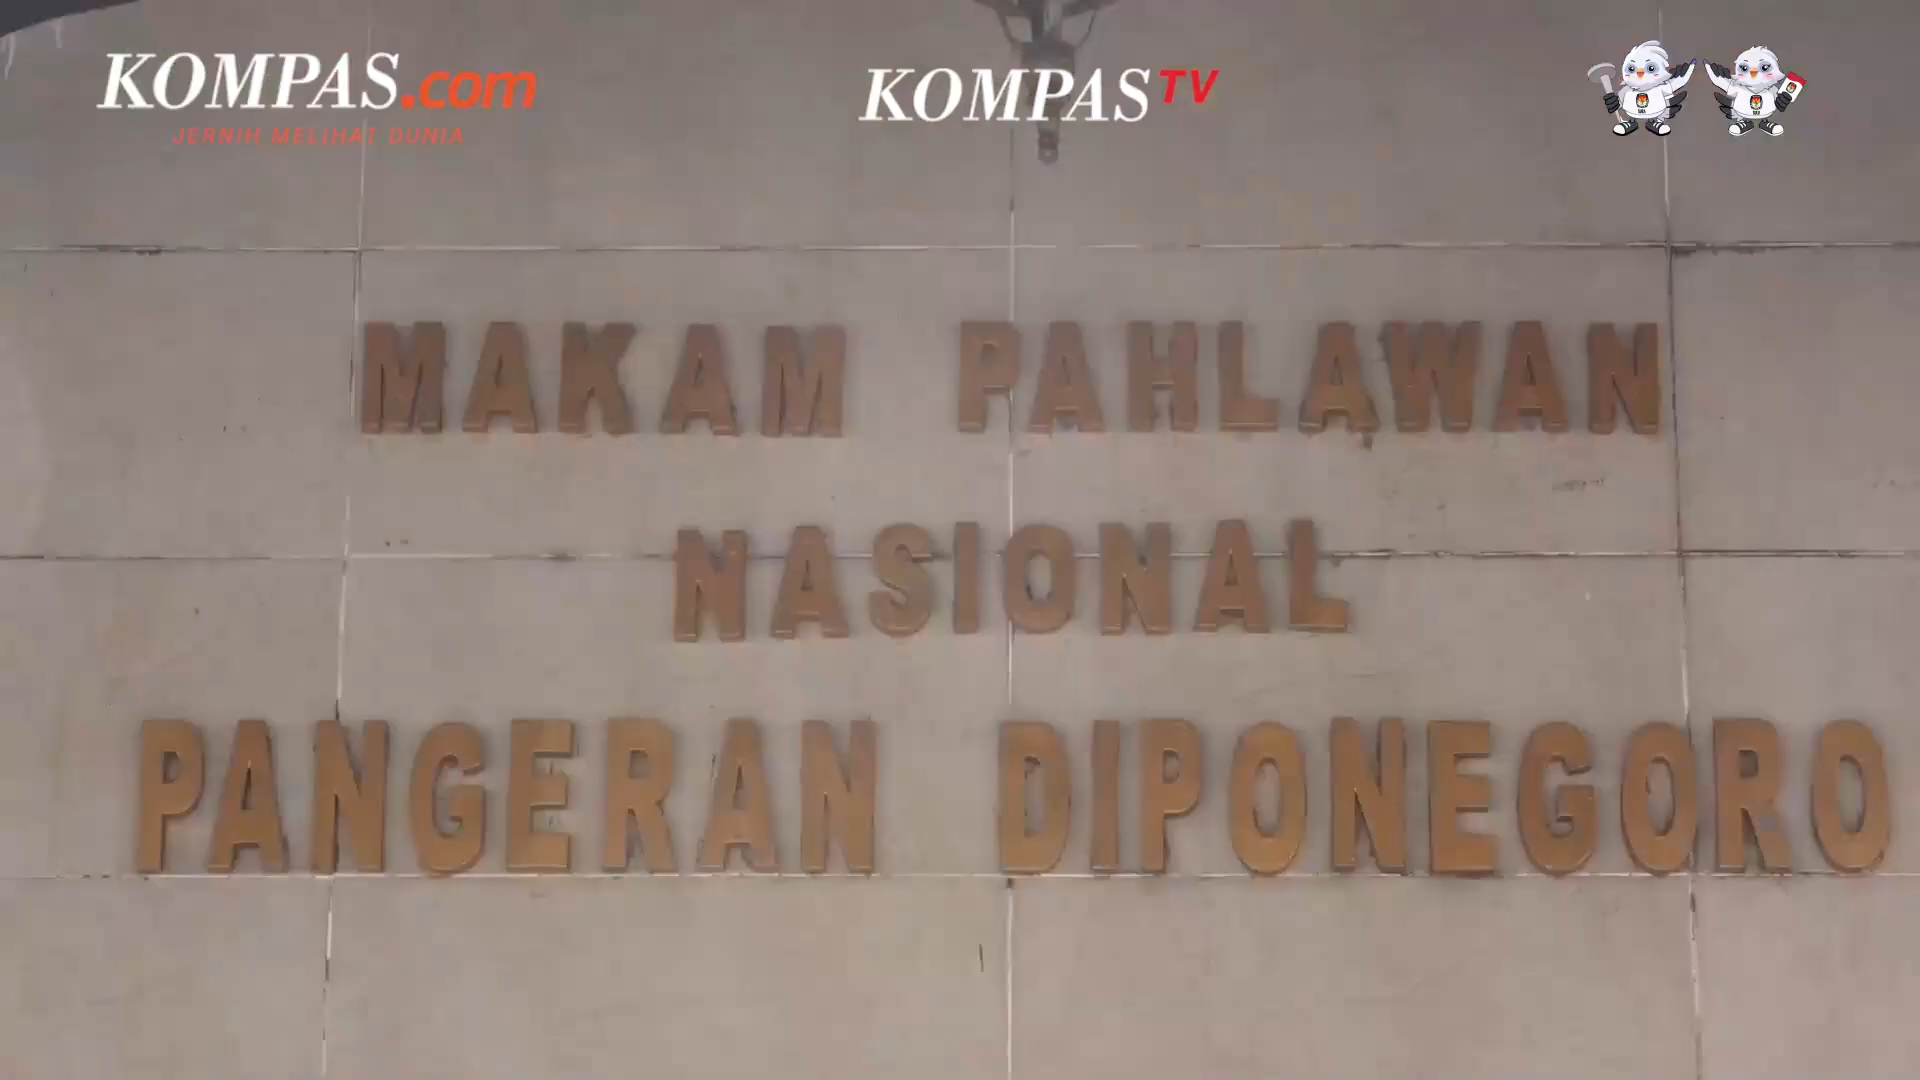 KOMPAS.com
JERNIH MELIHAT DUNIA
KOMPAS TV
MAKAM PAHLAWAN
NASIONAL
PANGERAN DIPONEGORO